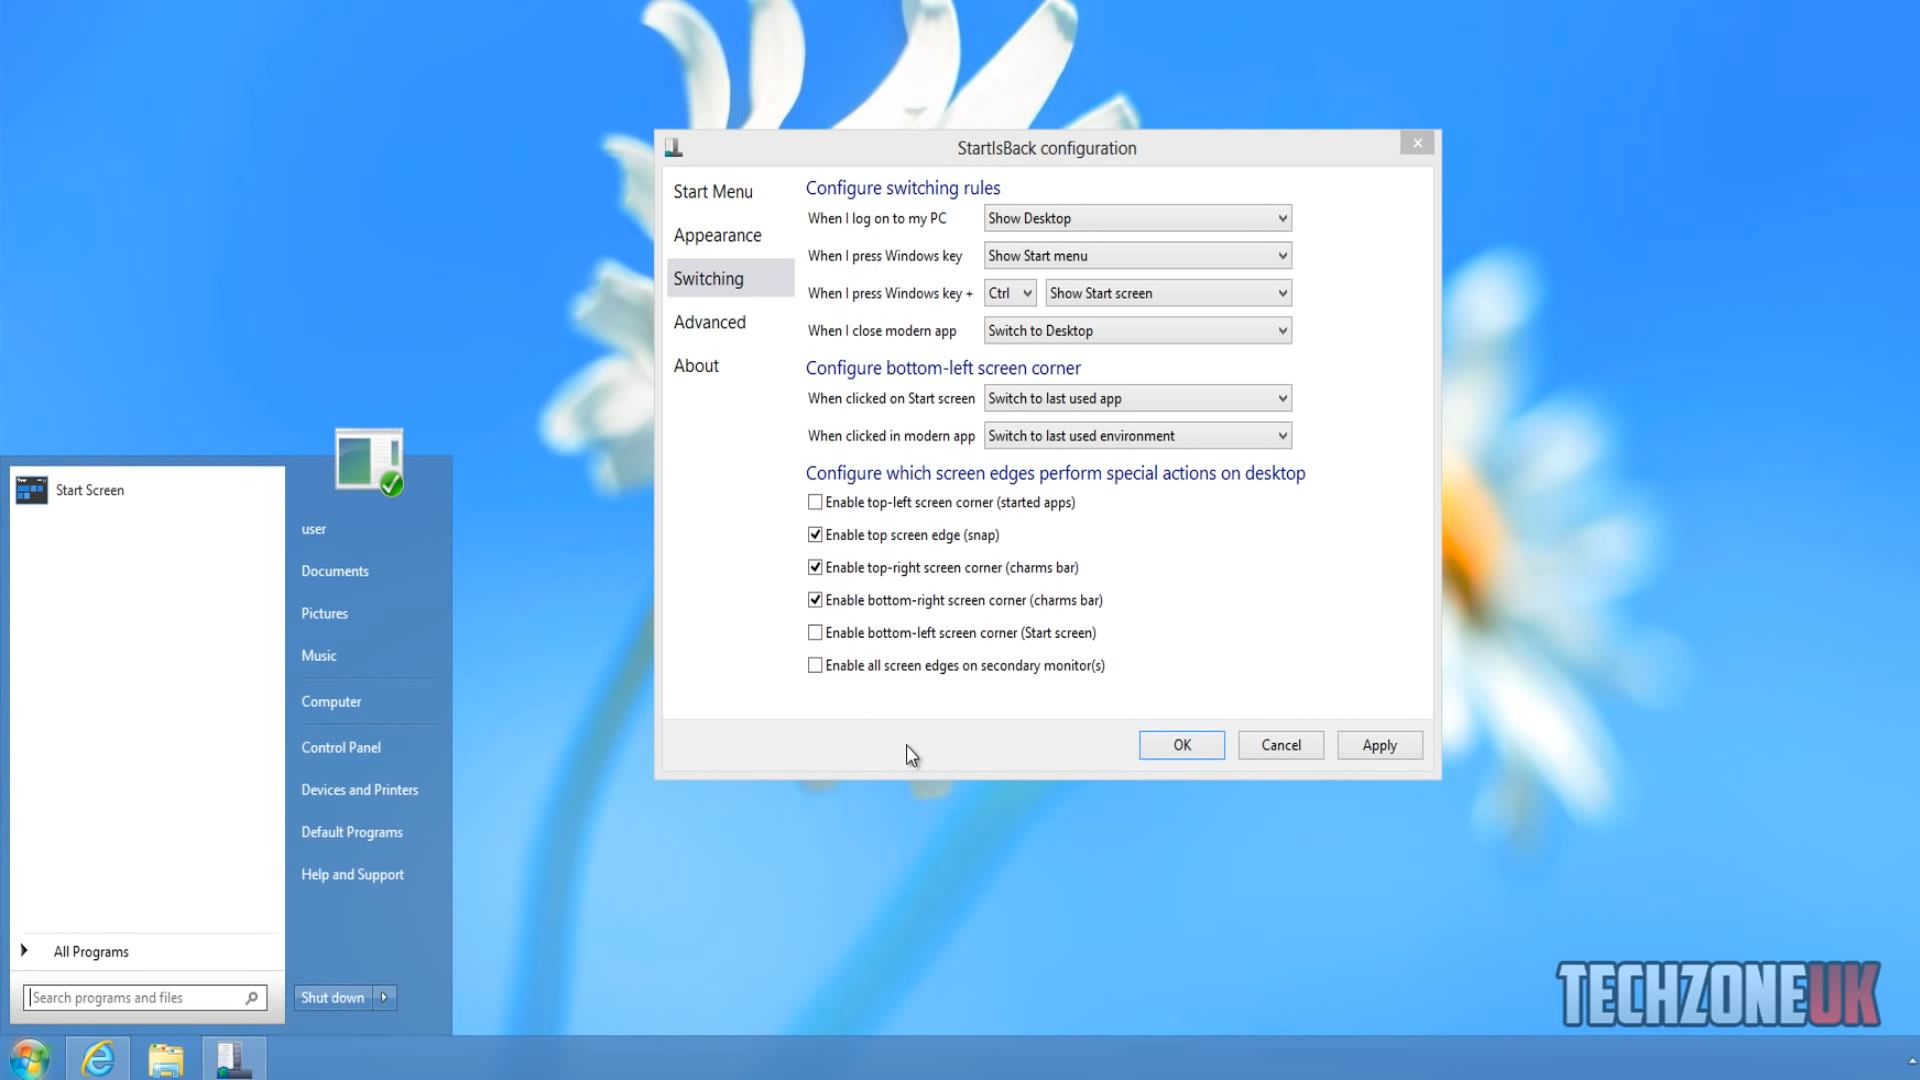 StartIsBack configuration
Start Menu
Appearance
Switching
Advanced
About
Configure switching rules
When I log on to my PC Show Desktop
When I press Windows key Show Start menu
When I press Windows key + Ctrl Show Start screen
When I close modern app Switch to Desktop
Configure bottom-left screen corner
When clicked on Start screen Switch to last used app
When clicked in modern app Switch to last used environment
Configure which screen edges perform special actions on desktop
Enable top-left screen corner (started apps)
Enable top screen edge (snap)
Enable top-right screen corner (charms bar)
Enable bottom-right screen corner (charms bar)
Enable bottom-left screen corner (Start screen)
Enable all screen edges on secondary monitor(s)
OK Cancel Apply
Start Screen
All Programs
Search programs and files
user
Documents
Pictures
Music
Computer
Control Panel
Devices and Printers
Default Programs
Help and Support
Shut down
TECHZONEUK